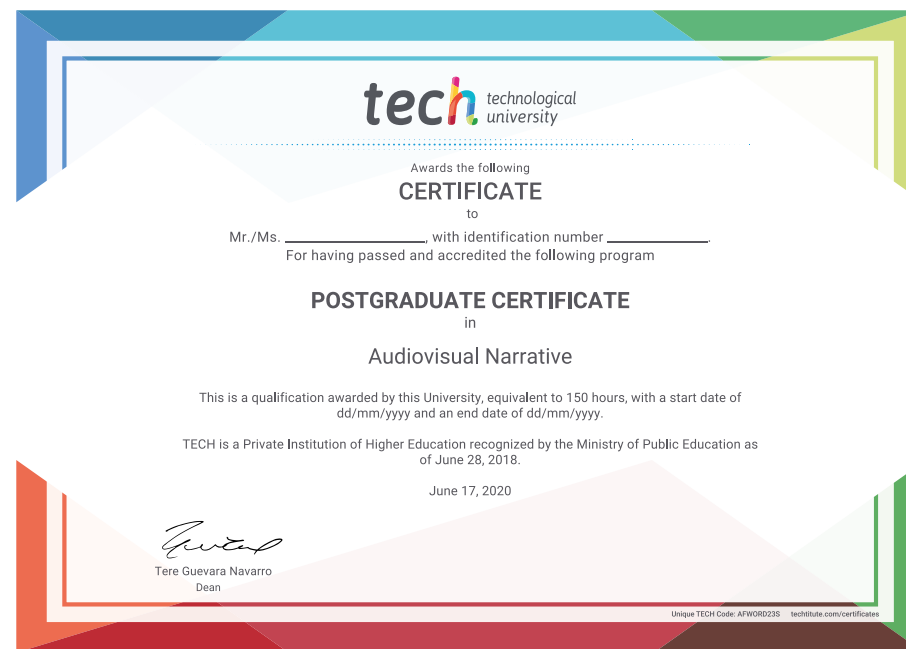 tech technological
university
Awards the following
CERTIFICATE
to
Mr./Ms. ____________________, with identification number ______________.
For having passed and accredited the following program
POSTGRADUATE CERTIFICATE
in
Audiovisual Narrative
This is a qualification awarded by this University, equivalent to 150 hours, with a start date of
dd/mm/yyyy and an end date of dd/mm/yyyy.
TECH is a Private Institution of Higher Education recognized by the Ministry of Public Education as
of June 28, 2018.
June 17, 2020
Tere Guevara Navarro
Dean
Unique TECH Code: AFWORD23S techtitute.com/certificates